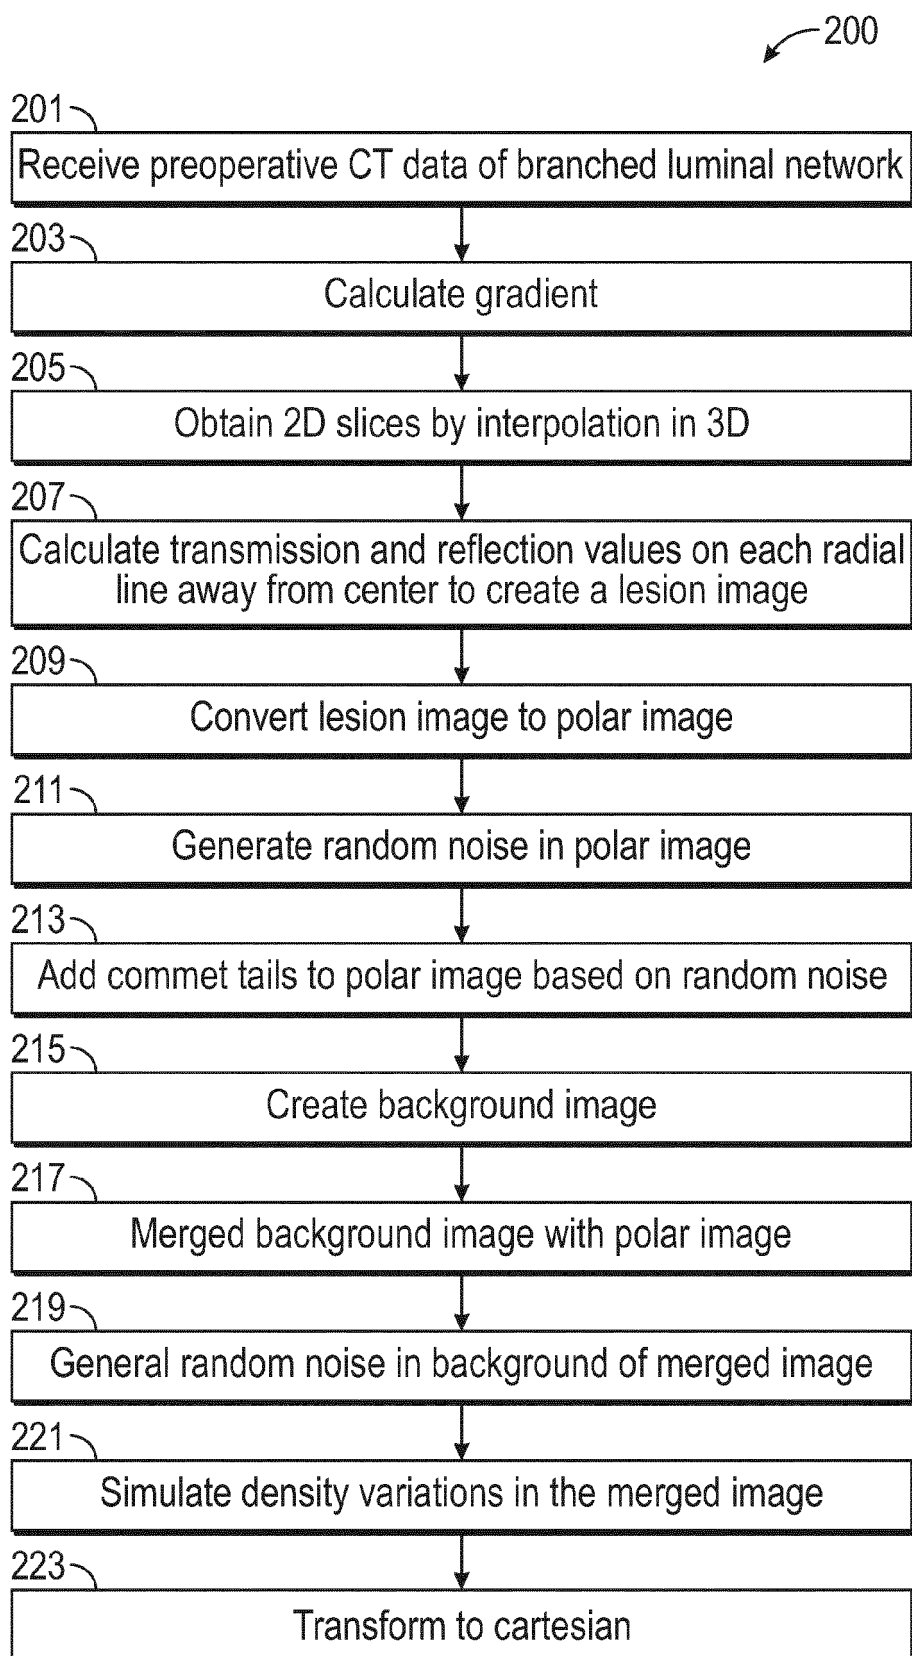 200
201
Receive preoperative CT data of branched luminal network
203
Calculate gradient
205
Obtain 2D slices by interpolation in 3D
207
Calculate transmission and reflection values on each radial
line away from center to create a lesion image
209
Convert lesion image to polar image
211
Generate random noise in polar image
213
Add commet tails to polar image based on random noise
215
Create background image
217
Merged background image with polar image
219
General random noise in background of merged image
221
Simulate density variations in the merged image
223
Transform to cartesian